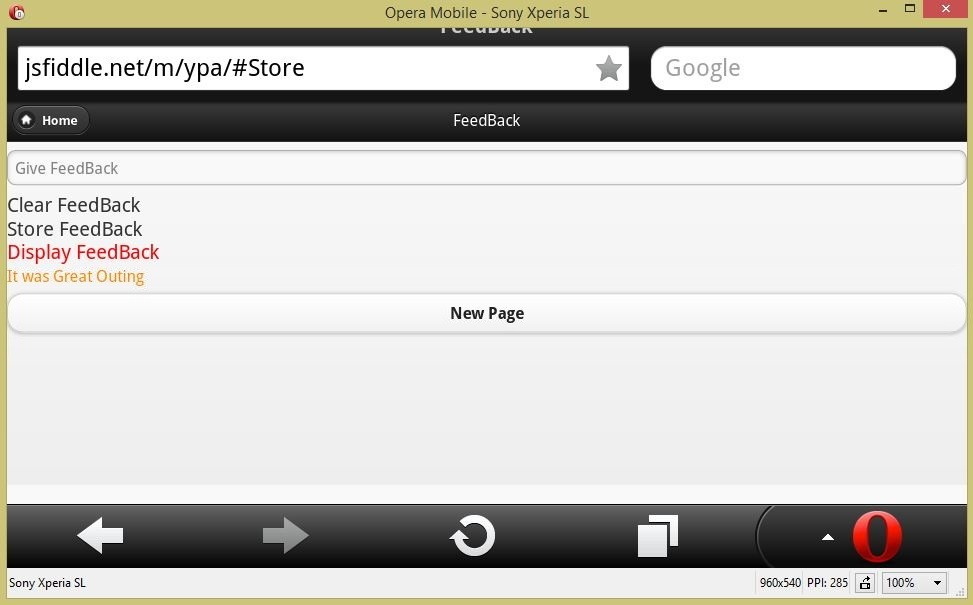 Opera Mobile - Sony Xperia SL
FeedBack
jsfiddle.net/m/ypa/#Store
Google
Home
FeedBack
Give FeedBack
Clear FeedBack
Store FeedBack
Display FeedBack
It was Great Outing
New Page
Sony Xperia SL
960x540 PPI: 285 100%